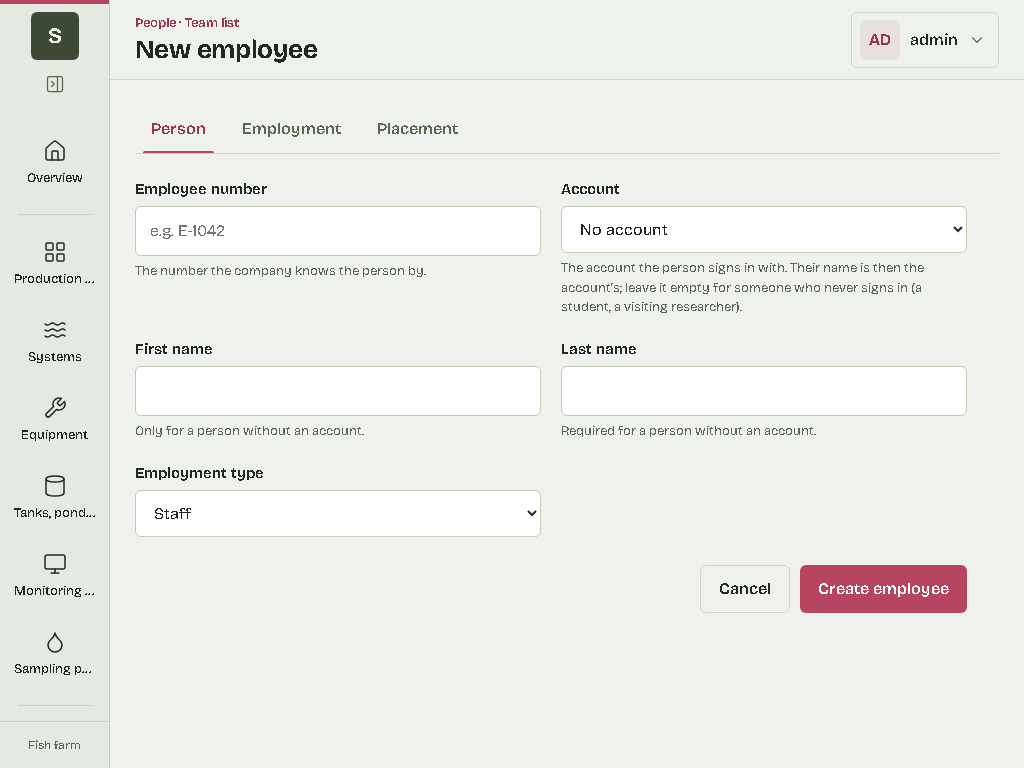 S
People · Team list
New employee
AD admin
Overview
Production ...
Systems
Equipment
Tanks, pond...
Monitoring ...
Sampling p...
Fish farm
Person Employment Placement
Employee number
e.g. E-1042
The number the company knows the person by.
Account
No account
The account the person signs in with. Their name is then the
account's; leave it empty for someone who never signs in (a
student, a visiting researcher).
First name
Only for a person without an account.
Last name
Required for a person without an account.
Employment type
Staff
Cancel Create employee